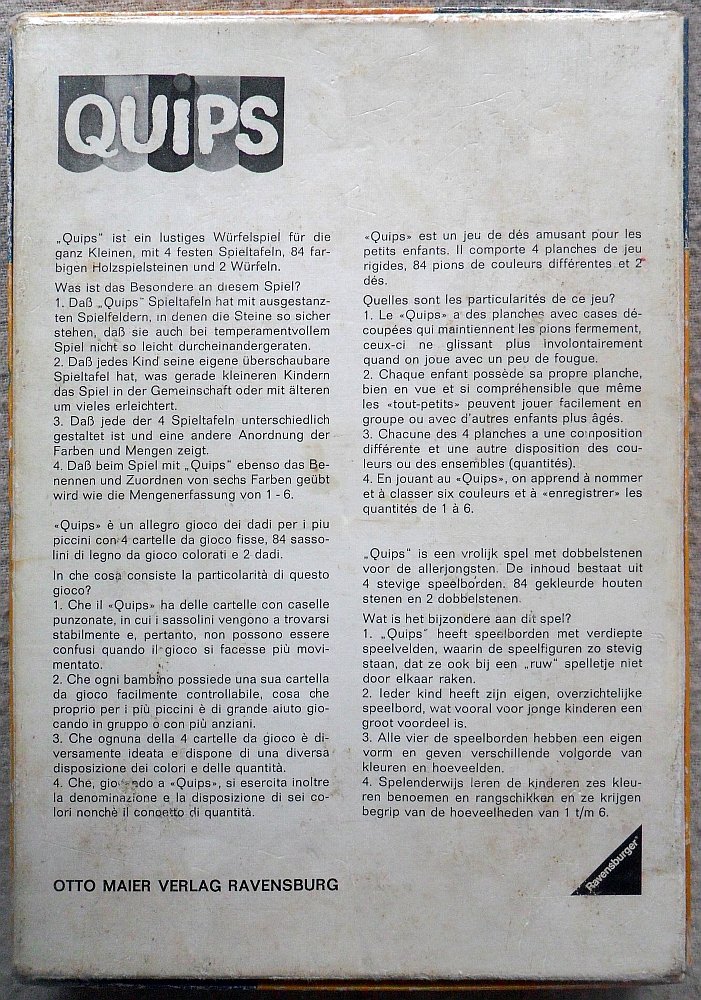 QUiPS
„Quips“ ist ein lustiges Würfelspiel für die
ganz Kleinen, mit 4 festen Spieltafeln, 84 far-
bigen Holzspielsteinen und 2 Würfeln.
Was ist das Besondere an diesem Spiel?
1. Daß „Quips“ Spieltafeln hat mit ausgestanz-
ten Spielfeldern, in denen die Steine so sicher
stehen, daß sie auch bei temperamentvollem
Spiel nicht so leicht durcheinandergeraten.
2. Daß jedes Kind seine eigene überschaubare
Spieltafel hat, was gerade kleineren Kindern
das Spiel in der Gemeinschaft oder mit älteren
um vieles erleichtert.
3. Daß jede der 4 Spieltafeln unterschiedlich
gestaltet ist und eine andere Anordnung der
Farben und Mengen zeigt.
4. Daß beim Spiel mit „Quips“ ebenso das Be-
nennen und Zuordnen von sechs Farben geübt
wird wie die Mengenerfassung von 1 - 6.
«Quips» è un allegro gioco dei dadi per i piu
piccini con 4 cartelle da gioco fisse, 84 sasso-
lini di legno da gioco colorati e 2 dadi.
In che cosa consiste la particolarità di questo
gioco?
1. Che il «Quips» ha delle cartelle con caselle
punzonate, in cui i sassolini vengono a trovarsi
stabilmente e, pertanto, non possono essere
confusi quando il gioco si facesse più movi-
mentato.
2. Che ogni bambino possiede una sua cartella
da gioco facilmente controllabile, cosa che
proprio per i più piccini è di grande aiuto gio-
cando in gruppo o con più anziani.
3. Che ognuna della 4 cartelle da gioco è di-
versamente ideata e dispone di una diversa
disposizione dei colori e delle quantità.
4. Che, giocando a «Quips», si esercita inoltre
la denominazione e la disposizione di sei co-
lori nonchè il concetto di quantità.
«Quips» est un jeu de dés amusant pour les
petits enfants. Il comporte 4 planches de jeu
rigides, 84 pions de couleurs différentes et 2
dés.
Quelles sont les particularités de ce jeu?
1. Le «Quips» a des planches avec cases dé-
coupées qui maintiennent les pions fermement,
ceux-ci ne glissant plus involontairement
quand on joue avec un peu de fougue.
2. Chaque enfant possède sa propre planche,
bien en vue et si compréhensible que même
les «tout-petits» peuvent jouer facilement en
groupe ou avec d'autres enfants plus âgés.
3. Chacune des 4 planches a une composition
différente et une autre disposition des cou-
leurs ou des ensembles (quantités).
4. En jouant au «Quips», on apprend à nommer
et à classer six couleurs et à «enregistrer» les
quantités de 1 à 6.
„Quips“ is een vrolijk spel met dobbelstenen
voor de allerjongsten. De inhoud bestaat uit
4 stevige speelborden. 84 gekleurde houten
stenen en 2 dobbelstenen.
Wat is het bijzondere aan dit spel?
1. „Quips“ heeft speelborden met verdiepte
speelvelden, waarin de speelfiguren zo stevig
staan, dat ze ook bij een „ruw“ spelletje niet
door elkaar raken.
2. Ieder kind heeft zijn eigen, overzichtelijke
speelbord, wat vooral voor jonge kinderen een
groot voordeel is.
3. Alle vier de speelborden hebben een eigen
vorm en geven verschillende volgorde van
kleuren en hoeveelden.
4. Spelenderwijs leren de kinderen zes kleu-
ren benoemen en rangschikken en ze krijgen
begrip van de hoeveelheden van 1 t/m 6.
OTTO MAIER VERLAG RAVENSBURG
Ravensburger